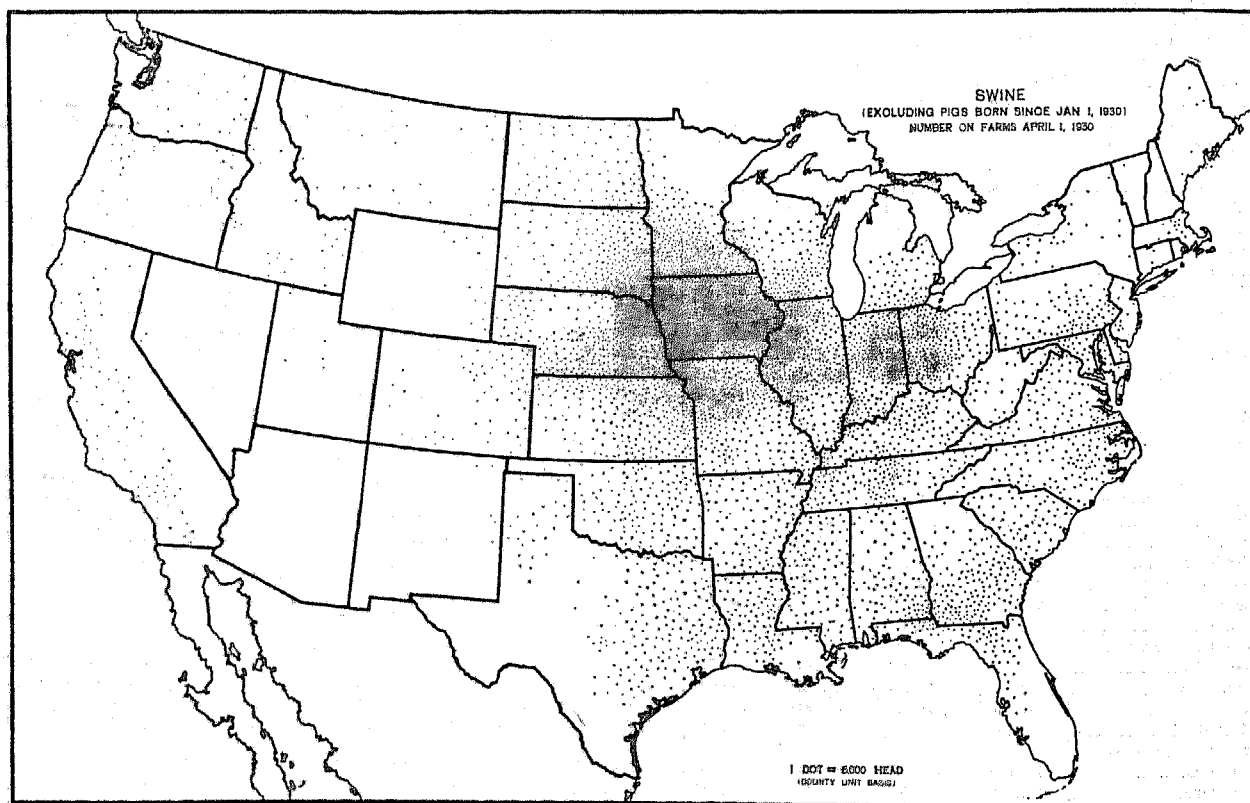 SWINE
(EXCLUDING PIGS BORN SINCE JAN 1, 1930)
NUMBER ON FARMS APRIL 1, 1930
1 DOT = 5,000 HEAD
(COUNTY UNIT BASIS)